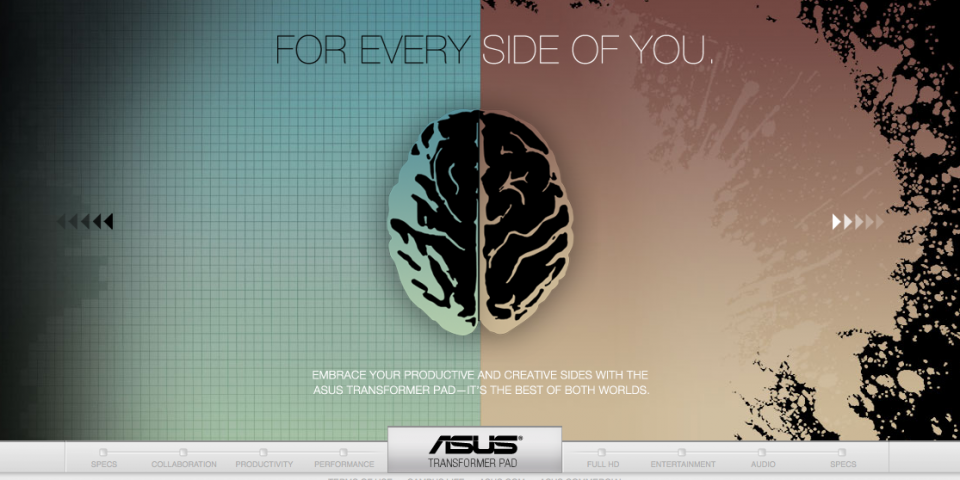 FOR EVERY SIDE OF YOU.
EMBRACE YOUR PRODUCTIVE AND CREATIVE SIDES WITH THE
ASUS TRANSFORMER PAD—IT'S THE BEST OF BOTH WORLDS.
ASUS®
TRANSFORMER PAD
SPECS COLLABORATION PRODUCTIVITY PERFORMANCE FULL HD ENTERTAINMENT AUDIO SPECS